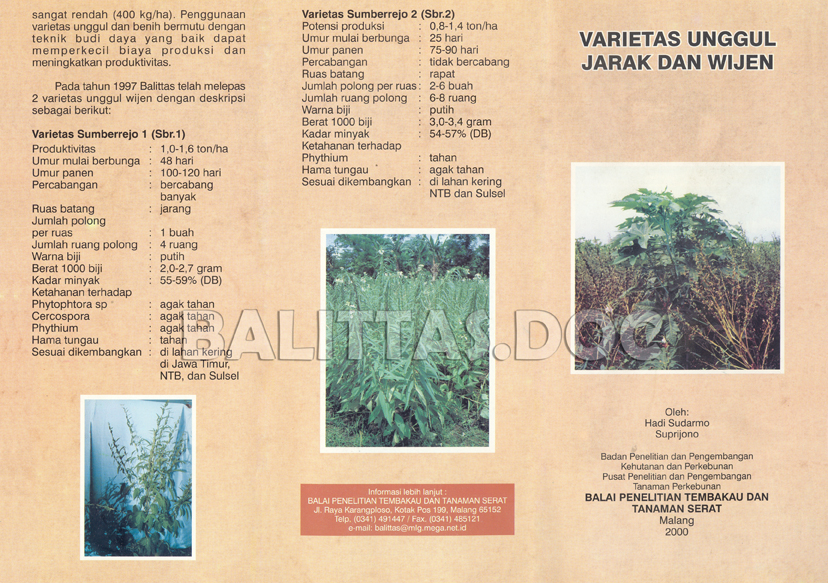 sangat rendah (400 kg/ha). Penggunaan
varietas unggul dan benih bermutu dengan
teknik budi daya yang baik dapat
memperkecil biaya produksi dan
meningkatkan produktivitas.
Pada tahun 1997 Balittas telah melepas
2 varietas unggul wijen dengan deskripsi
sebagai berikut:
Varietas Sumberrejo 1 (Sbr.1)
Produktivitas : 1,0-1,6 ton/ha
Umur mulai berbunga : 48 hari
Umur panen : 100-120 hari
Percabangan : bercabang
banyak
Ruas batang : jarang
Jumlah polong
per ruas : 1 buah
Jumlah ruang polong : 4 ruang
Warna biji : putih
Berat 1000 biji : 2,0-2,7 gram
Kadar minyak : 55-59% (DB)
Ketahanan terhadap
Phytophtora sp : agak tahan
Cercospora : agak tahan
Phythium : agak tahan
Hama tungau : tahan
Sesuai dikembangkan : di lahan kering
di Jawa Timur,
NTB, dan Sulsel
Varietas Sumberrejo 2 (Sbr.2)
Potensi produksi : 0,8-1,4 ton/ha
Umur mulai berbunga : 25 hari
Umur panen : 75-90 hari
Percabangan : tidak bercabang
Ruas batang : rapat
Jumlah polong per ruas : 2-6 buah
Jumlah ruang polong : 6-8 ruang
Warna biji : putih
Berat 1000 biji : 3,0-3,4 gram
Kadar minyak : 54-57% (DB)
Ketahanan terhadap
Phythium : tahan
Hama tungau : agak tahan
Sesuai dikembangkan : di lahan kering
NTB dan Sulsel
Informasi lebih lanjut :
BALAI PENELITIAN TEMBAKAU DAN TANAMAN SERAT
Jl. Raya Karangploso, Kotak Pos 199, Malang 65152
Telp. (0341) 491447 / Fax. (0341) 485121
e-mail: balittas@mlg.mega.net.id
VARIETAS UNGGUL
JARAK DAN WIJEN
Oleh:
Hadi Sudarmo
Suprijono
Badan Penelitian dan Pengembangan
Kehutanan dan Perkebunan
Pusat Penelitian dan Pengembangan
Tanaman Perkebunan
BALAI PENELITIAN TEMBAKAU DAN
TANAMAN SERAT
Malang
2000
BALITTAS.DOC